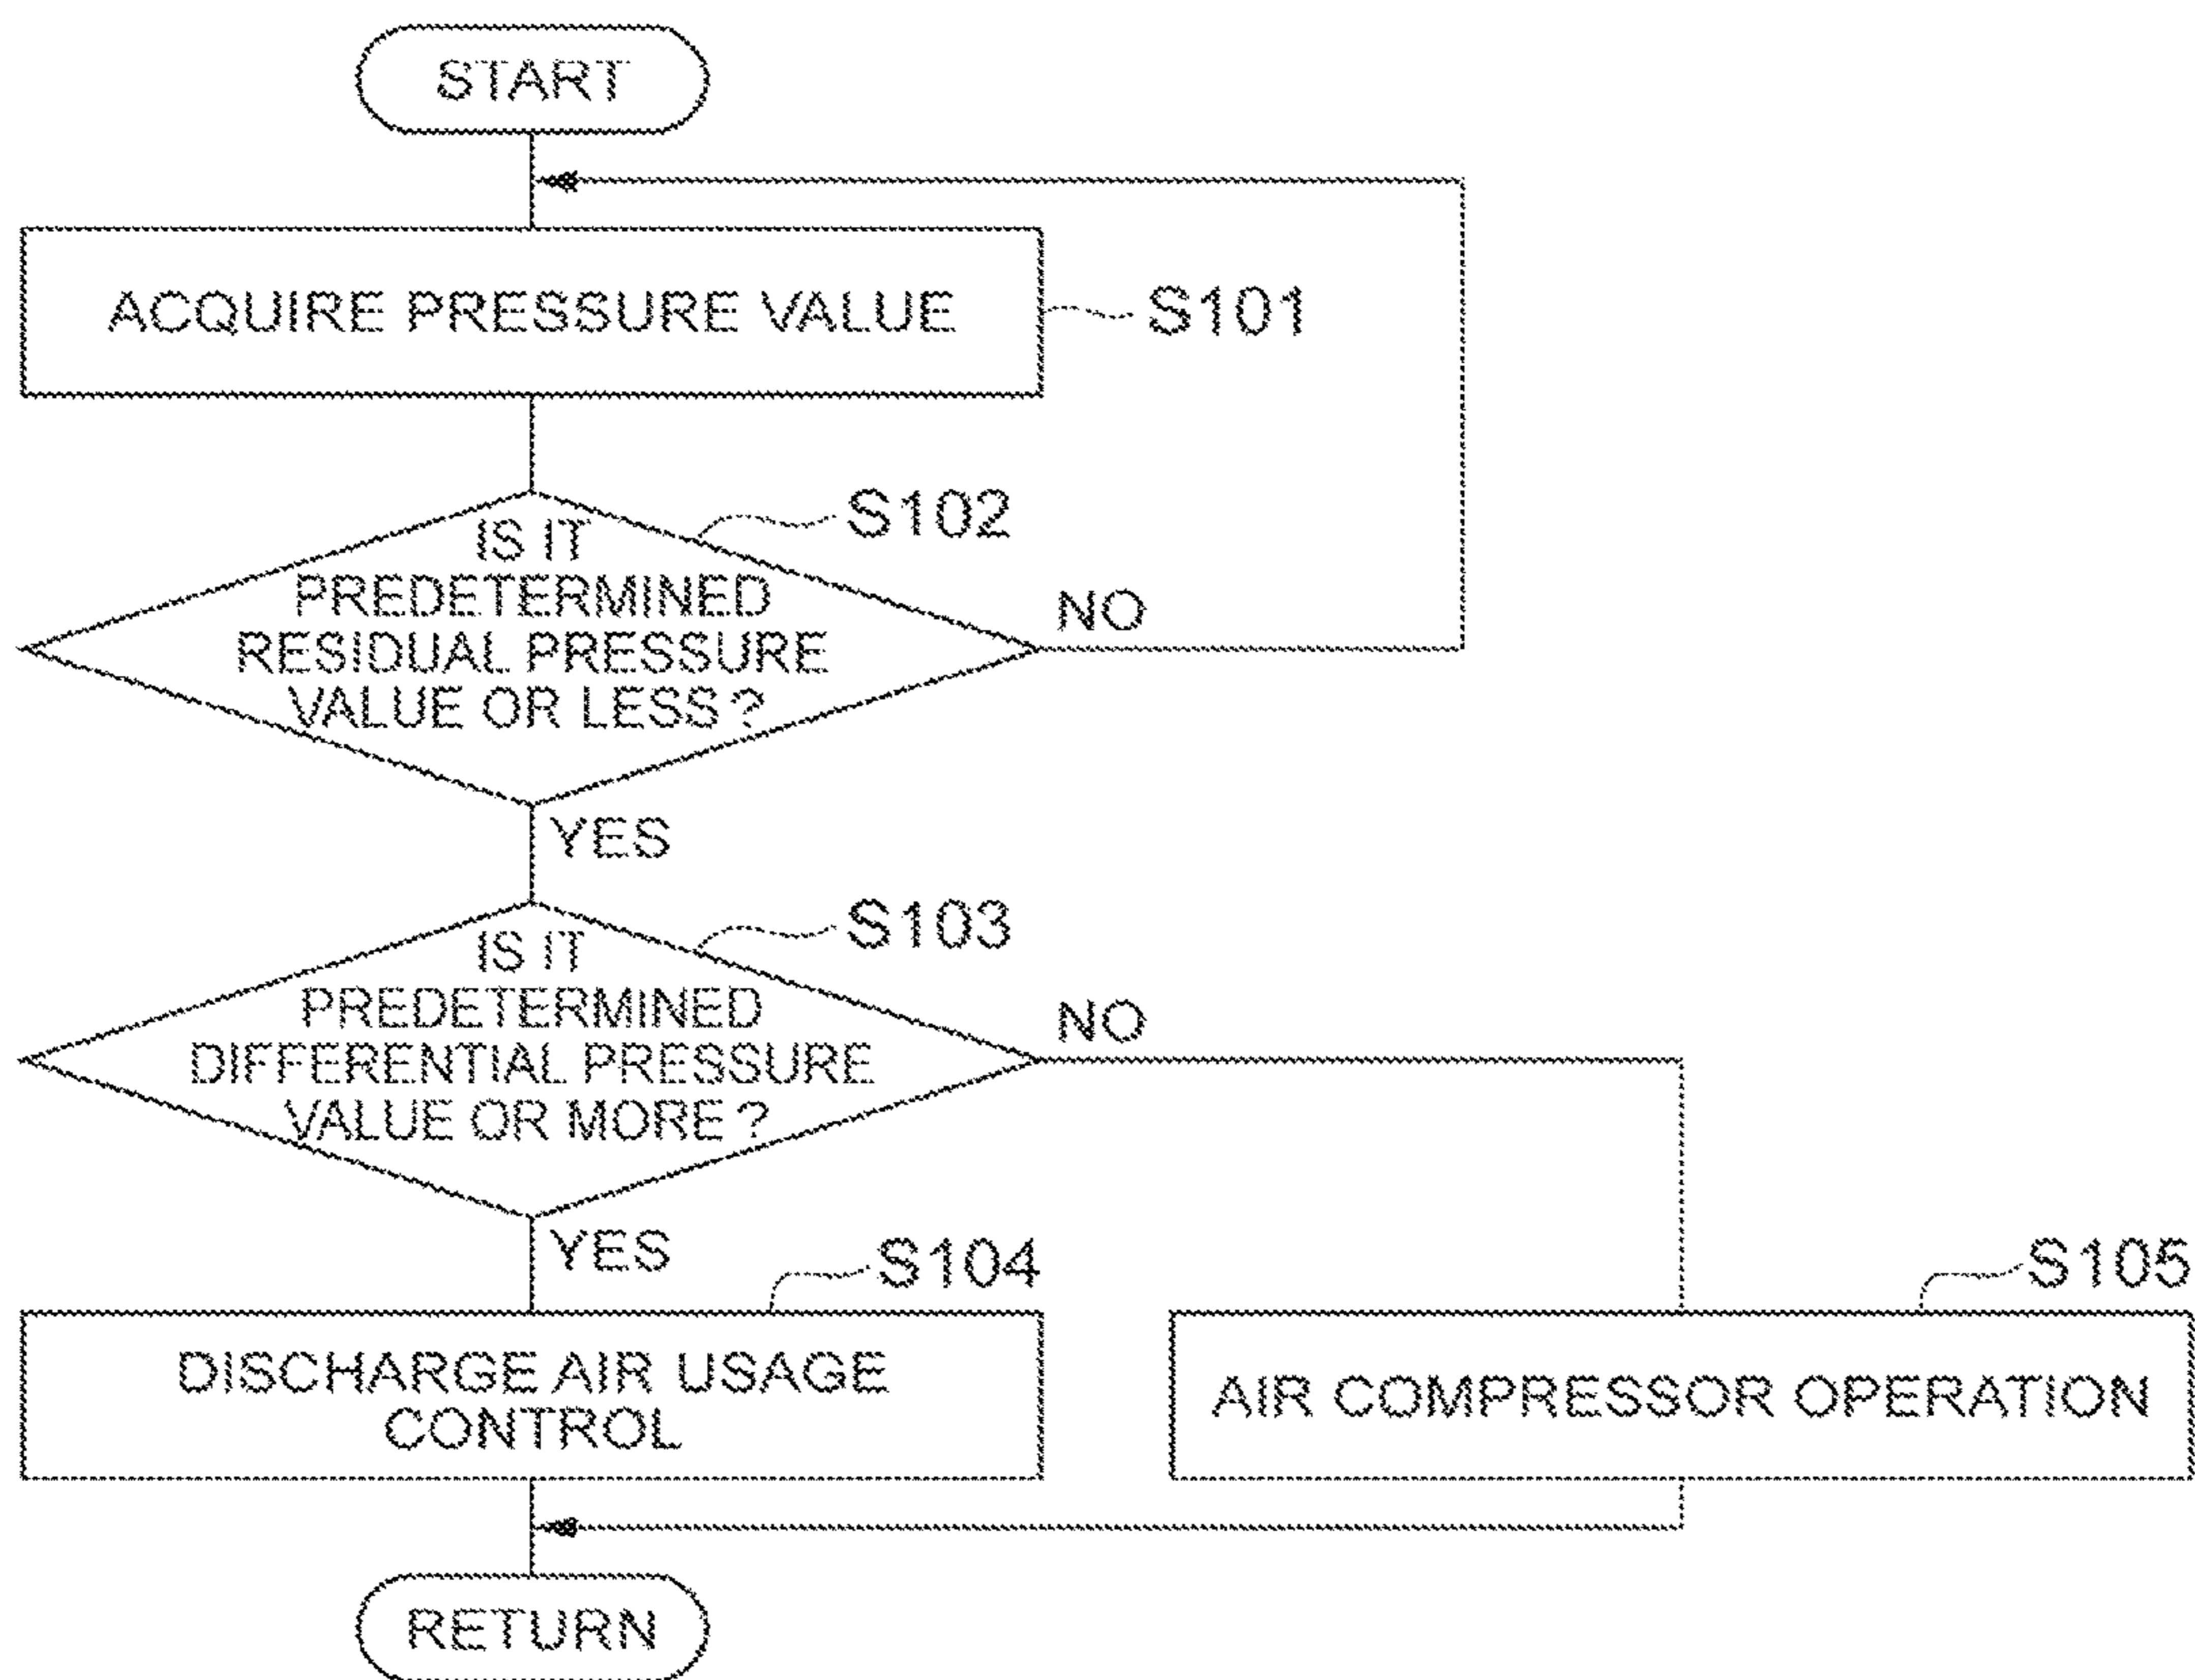 START
ACQUIRE PRESSURE VALUE
S101
S102
IS IT
PREDETERMINED
RESIDUAL PRESSURE
VALUE OR LESS ?
NO
YES
S103
IS IT
PREDETERMINED
DIFFERENTIAL PRESSURE
VALUE OR MORE ?
NO
YES
S104
DISCHARGE AIR USAGE
CONTROL
S105
AIR COMPRESSOR OPERATION
RETURN